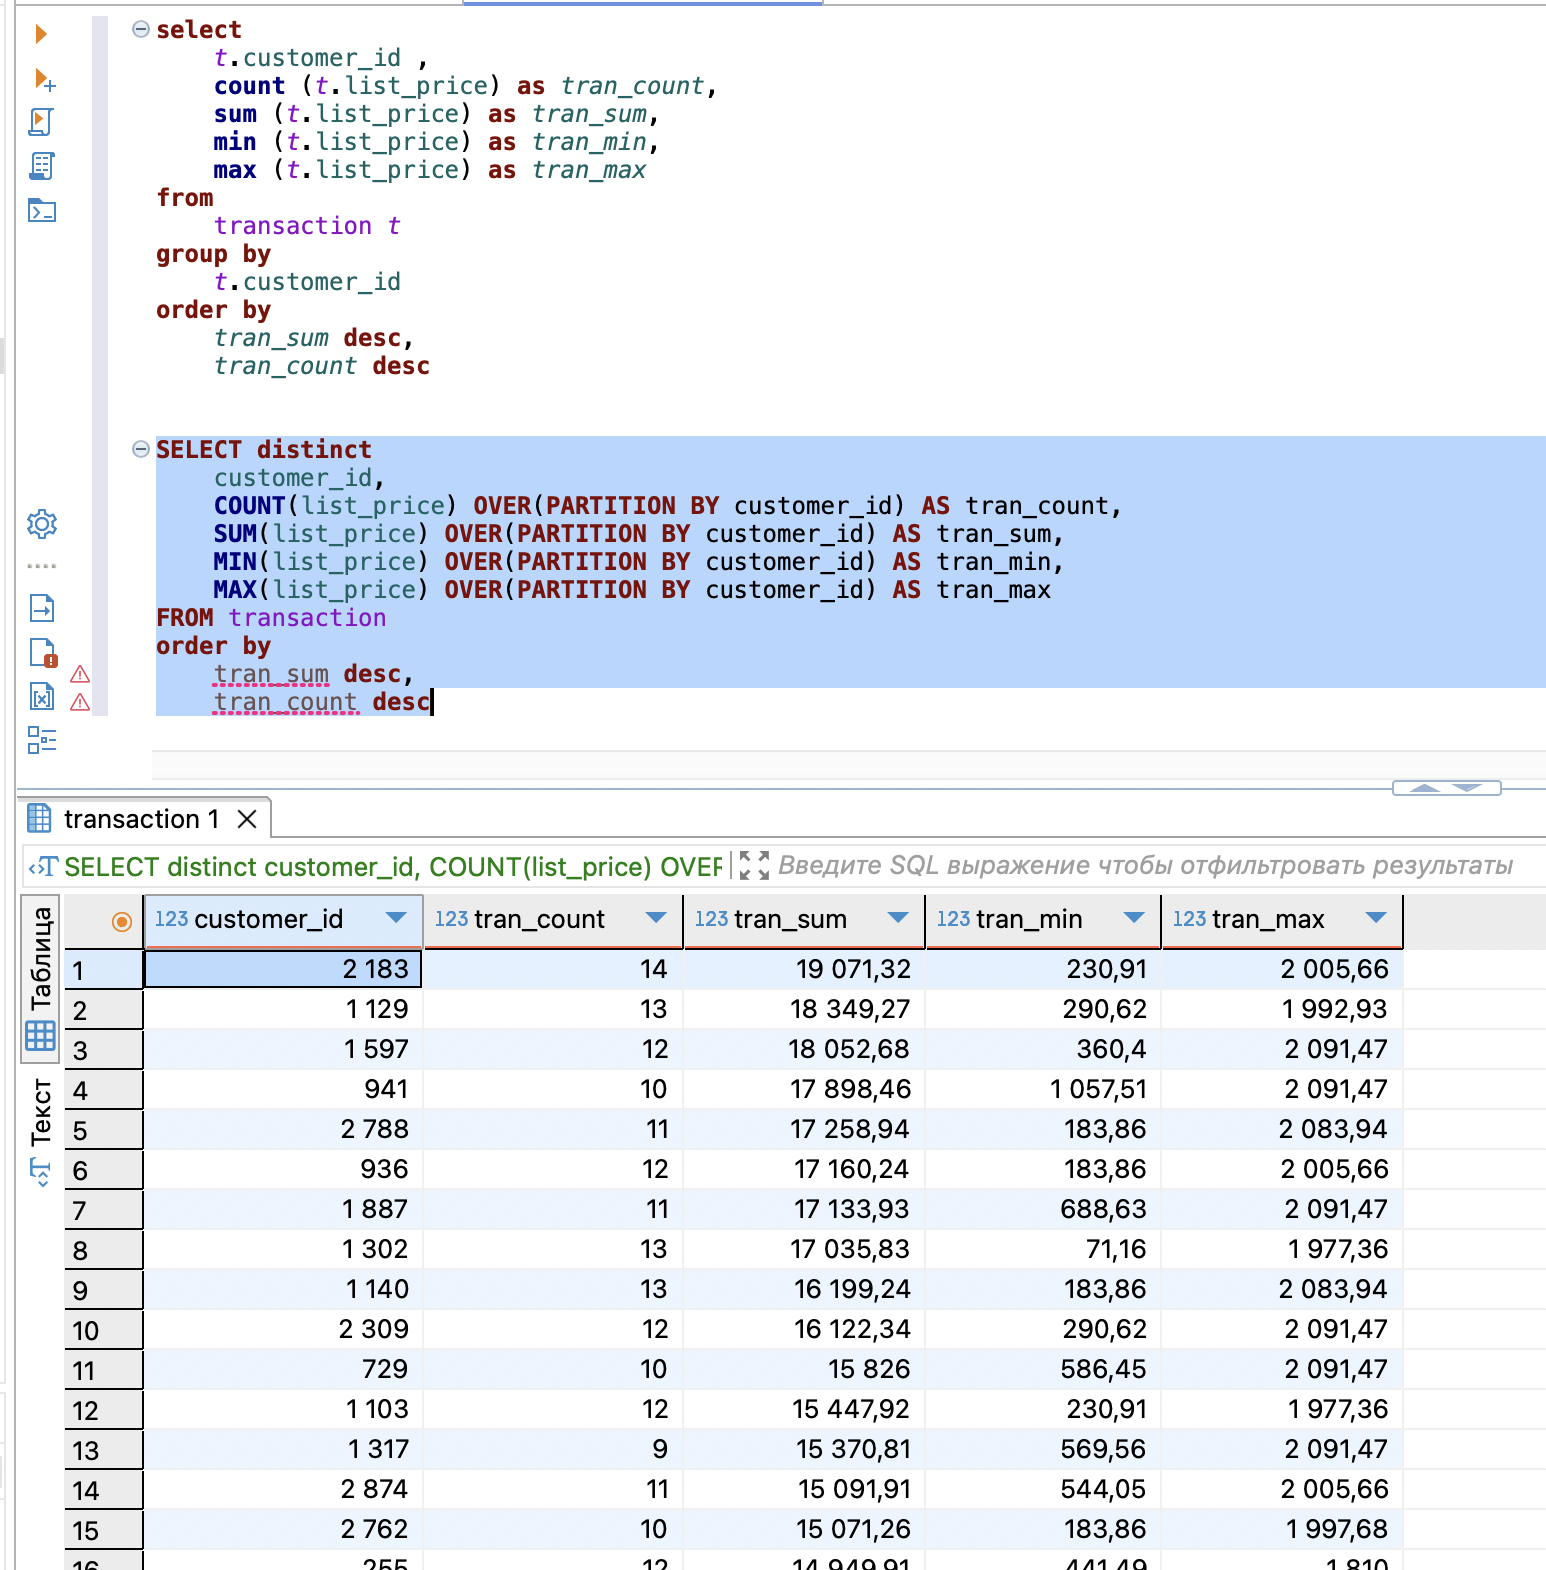 select
t.customer_id ,
count (t.list_price) as tran_count,
sum (t.list_price) as tran_sum,
min (t.list_price) as tran_min,
max (t.list_price) as tran_max
from
transaction t
group by
t.customer_id
order by
tran_sum desc,
tran_count desc
SELECT distinct
customer_id,
COUNT(list_price) OVER(PARTITION BY customer_id) AS tran_count,
SUM(list_price) OVER(PARTITION BY customer_id) AS tran_sum,
MIN(list_price) OVER(PARTITION BY customer_id) AS tran_min,
MAX(list_price) OVER(PARTITION BY customer_id) AS tran_max
FROM transaction
order by
tran_sum desc,
tran_count desc
transaction 1
SELECT distinct customer_id, COUNT(list_price) OVER Введите SQL выражение чтобы отфильтровать результаты
Таблица
Текст
123 customer_id 123 tran_count 123 tran_sum 123 tran_min 123 tran_max
1 2 183 14 19 071,32 230,91 2 005,66
2 1 129 13 18 349,27 290,62 1 992,93
3 1 597 12 18 052,68 360,4 2 091,47
4 941 10 17 898,46 1 057,51 2 091,47
5 2 788 11 17 258,94 183,86 2 083,94
6 936 12 17 160,24 183,86 2 005,66
7 1 887 11 17 133,93 688,63 2 091,47
8 1 302 13 17 035,83 71,16 1 977,36
9 1 140 13 16 199,24 183,86 2 083,94
10 2 309 12 16 122,34 290,62 2 091,47
11 729 10 15 826 586,45 2 091,47
12 1 103 12 15 447,92 230,91 1 977,36
13 1 317 9 15 370,81 569,56 2 091,47
14 2 874 11 15 091,91 544,05 2 005,66
15 2 762 10 15 071,26 183,86 1 997,68
16 255 12 14 949,91 441,49 1 810